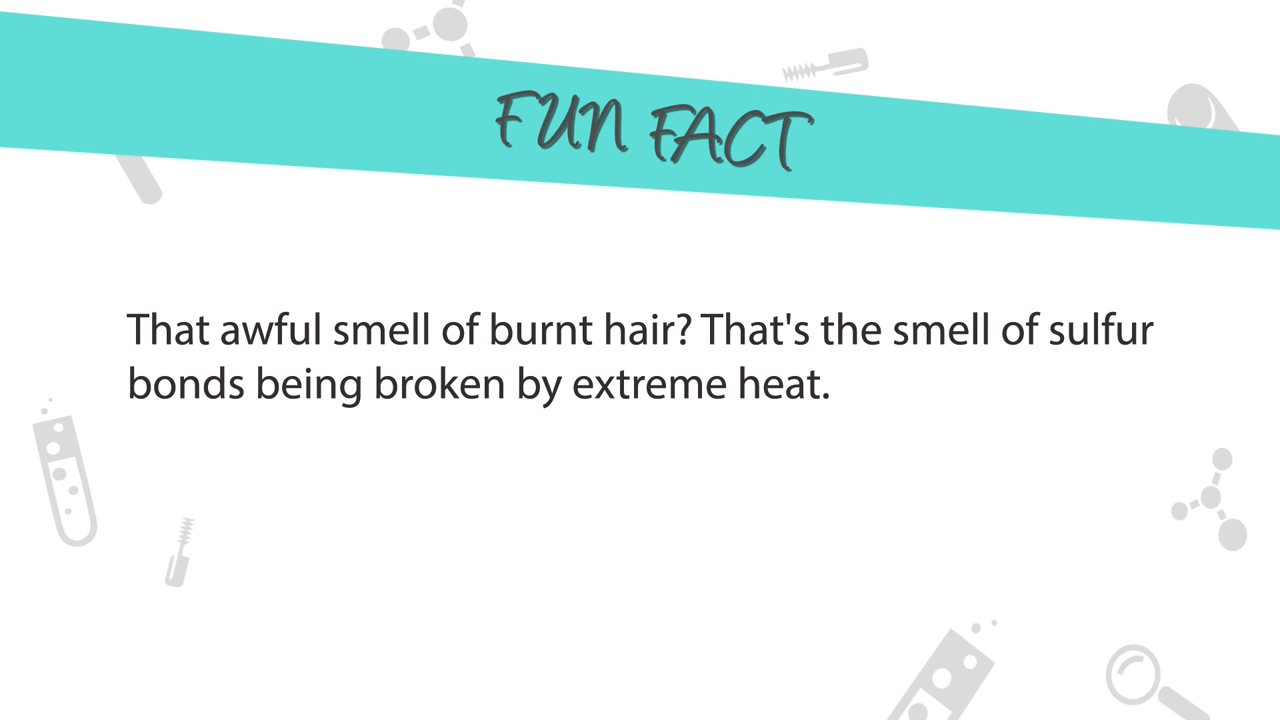 FUN FACT
That awful smell of burnt hair? That's the smell of sulfur
bonds being broken by extreme heat.